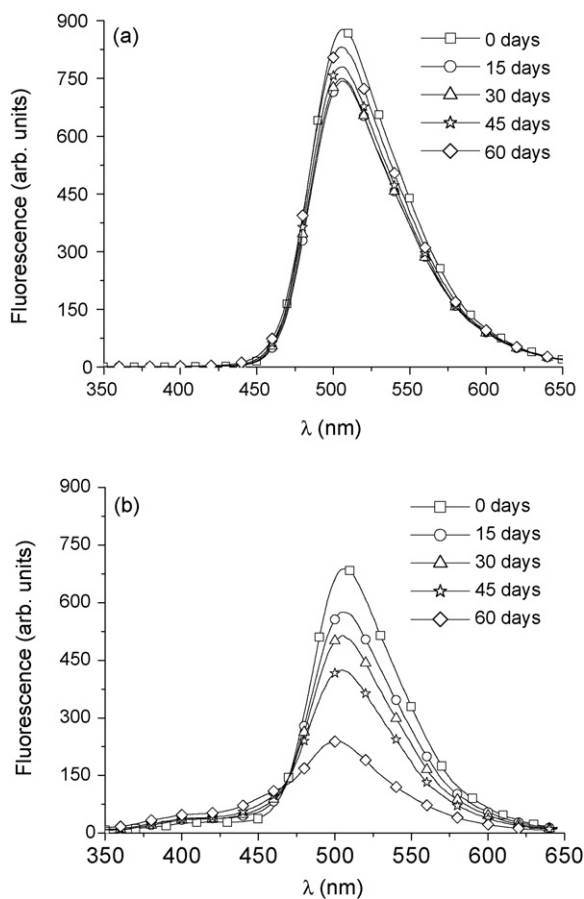 (a)
0 days
15 days
30 days
45 days
60 days
Fluorescence (arb. units)
900
750
600
450
300
150
0
350 400 450 500 550 600 650
λ (nm)
(b)
0 days
15 days
30 days
45 days
60 days
Fluorescence (arb. units)
900
750
600
450
300
150
0
350 400 450 500 550 600 650
λ (nm)